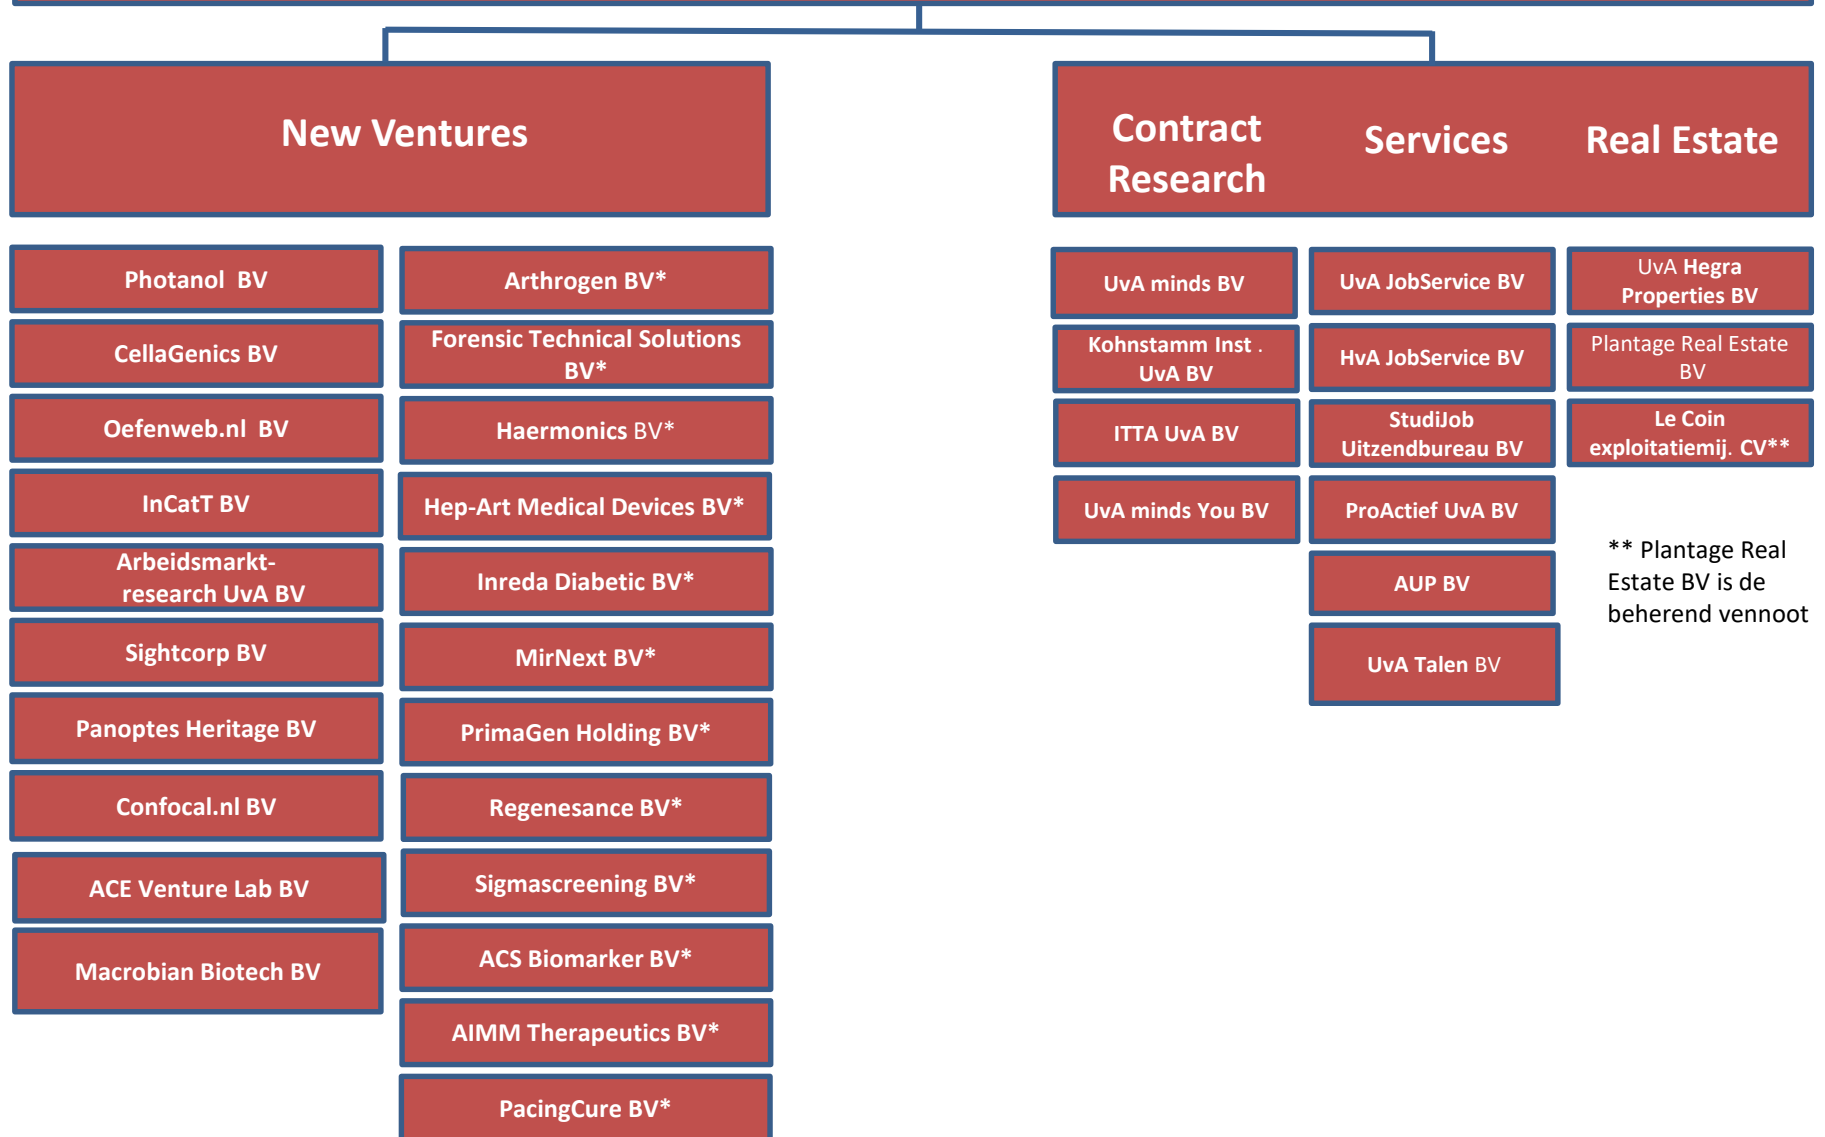 New Ventures
Contract
Research
Services
Real Estate
Photanol BV
CellaGenics BV
Oefenweb.nl BV
InCatT BV
Arbeidsmarkt-
research UvA BV
Sightcorp BV
Panoptes Heritage BV
Confocal.nl BV
ACE Venture Lab BV
Macrobian Biotech BV
Arthrogen BV*
Forensic Technical Solutions
BV*
Haermonics BV*
Hep-Art Medical Devices BV*
Inreda Diabetic BV*
MirNext BV*
PrimaGen Holding BV*
Regenesance BV*
Sigmascreening BV*
ACS Biomarker BV*
AIMM Therapeutics BV*
PacingCure BV*
UvA minds BV
Kohnstamm Inst .
UvA BV
ITTA UvA BV
UvA minds You BV
UvA JobService BV
HvA JobService BV
StudiJob
Uitzendbureau BV
ProActief UvA BV
AUP BV
UvA Talen BV
UvA Hegra
Properties BV
Plantage Real Estate
BV
Le Coin
exploitatiemij. CV**
** Plantage Real
Estate BV is de
beherend vennoot